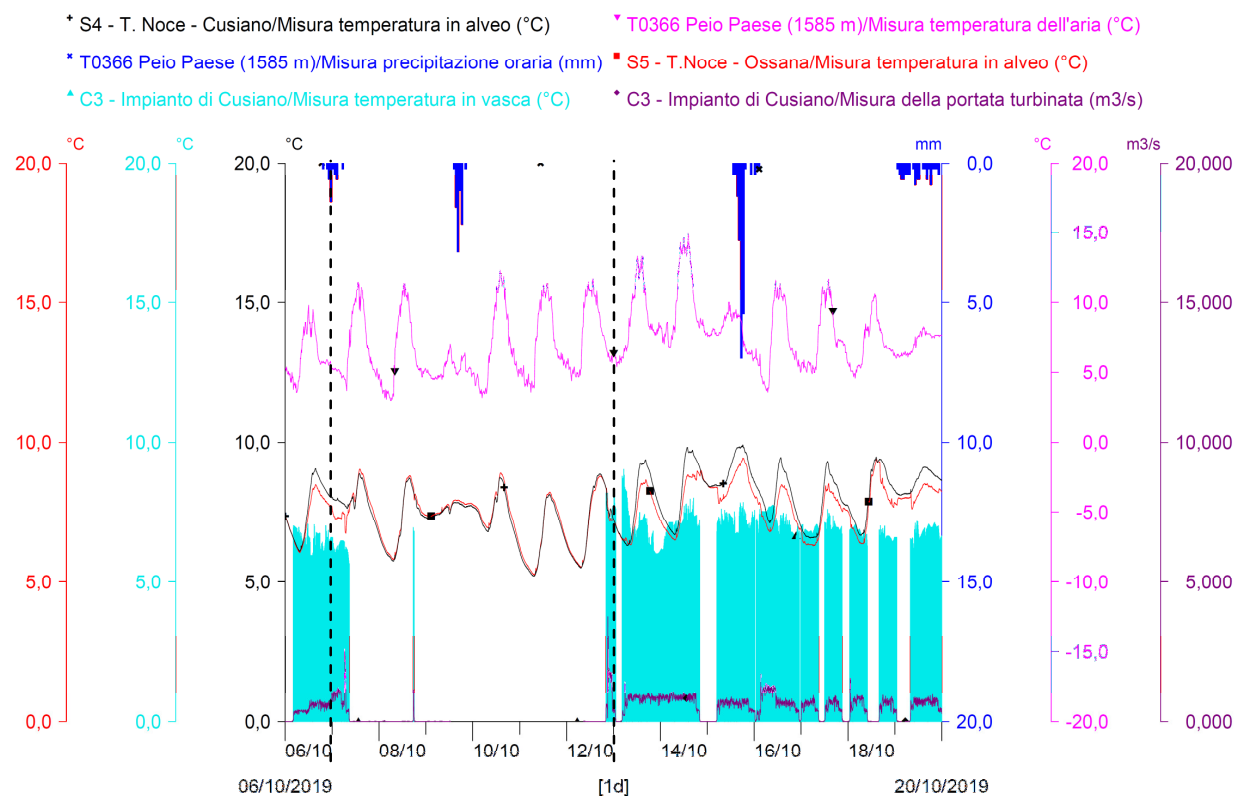 S4 - T. Noce - Cusiano/Misura temperatura in alveo (°C)
T0366 Peio Paese (1585 m)/Misura temperatura dell'aria (°C)
T0366 Peio Paese (1585 m)/Misura precipitazione oraria (mm)
S5 - T.Noce - Ossana/Misura temperatura in alveo (°C)
C3 - Impianto di Cusiano/Misura temperatura in vasca (°C)
C3 - Impianto di Cusiano/Misura della portata turbinata (m3/s)
°C °C °C mm °C m3/s
20,0 20,0 20,0 0,0 20,0 20,000
15,0
15,0 15,0 15,0 5,0 10,0 15,000
5,0
10,0 10,0 10,0 10,0 0,0 10,000
-5,0
5,0 5,0 5,0 15,0 -10,0 5,000
-15,0
0,0 0,0 0,0 20,0 -20,0 0,000
06/10 08/10 10/10 12/10 14/10 16/10 18/10
06/10/2019 [1d] 20/10/2019